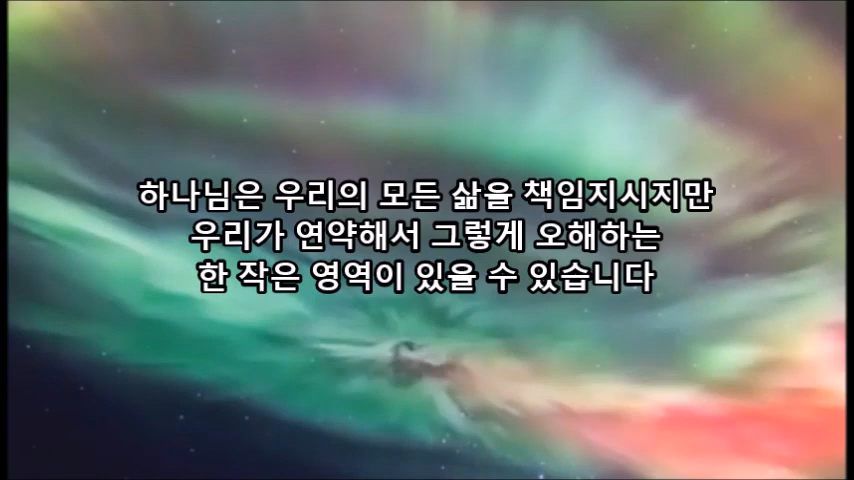 하나님은 우리의 모든 삶을 책임지시지만
우리가 연약해서 그렇게 오해하는
한 작은 영역이 있을 수 있습니다